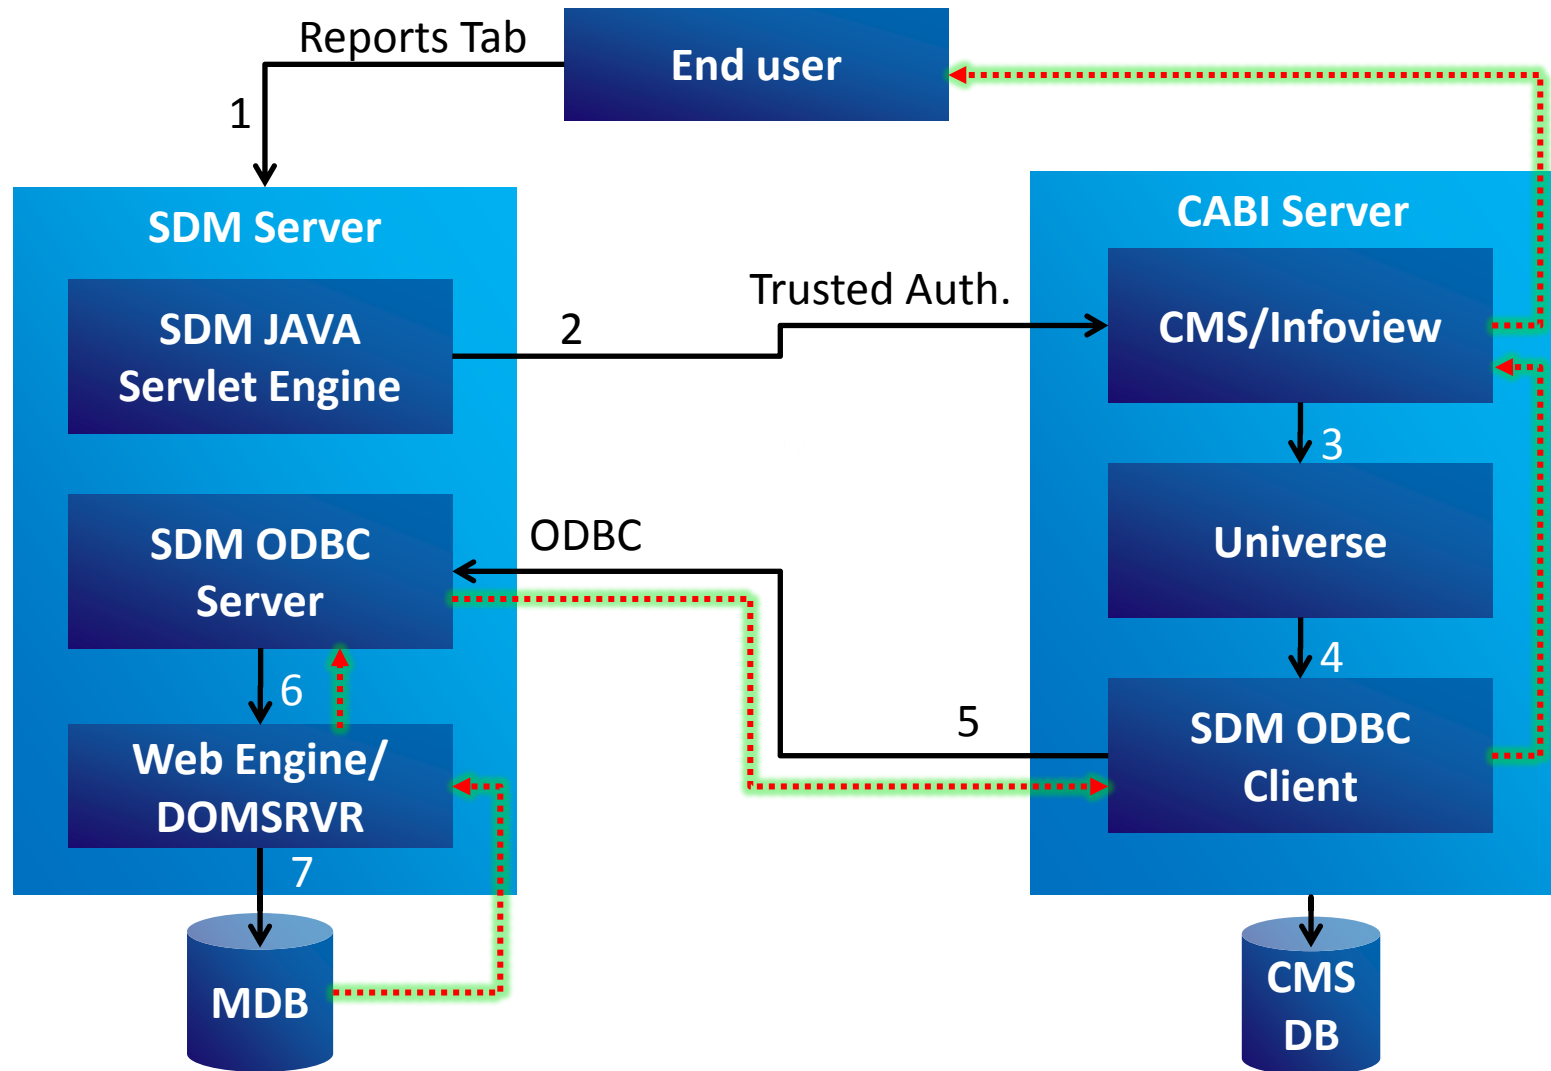 Reports Tab
End user
1
SDM Server
CABI Server
SDM JAVA
Servlet Engine
2
Trusted Auth.
CMS/Infoview
3
SDM ODBC
Server
ODBC
Universe
4
6
5
Web Engine/
DOMSRVR
SDM ODBC
Client
7
MDB
CMS
DB